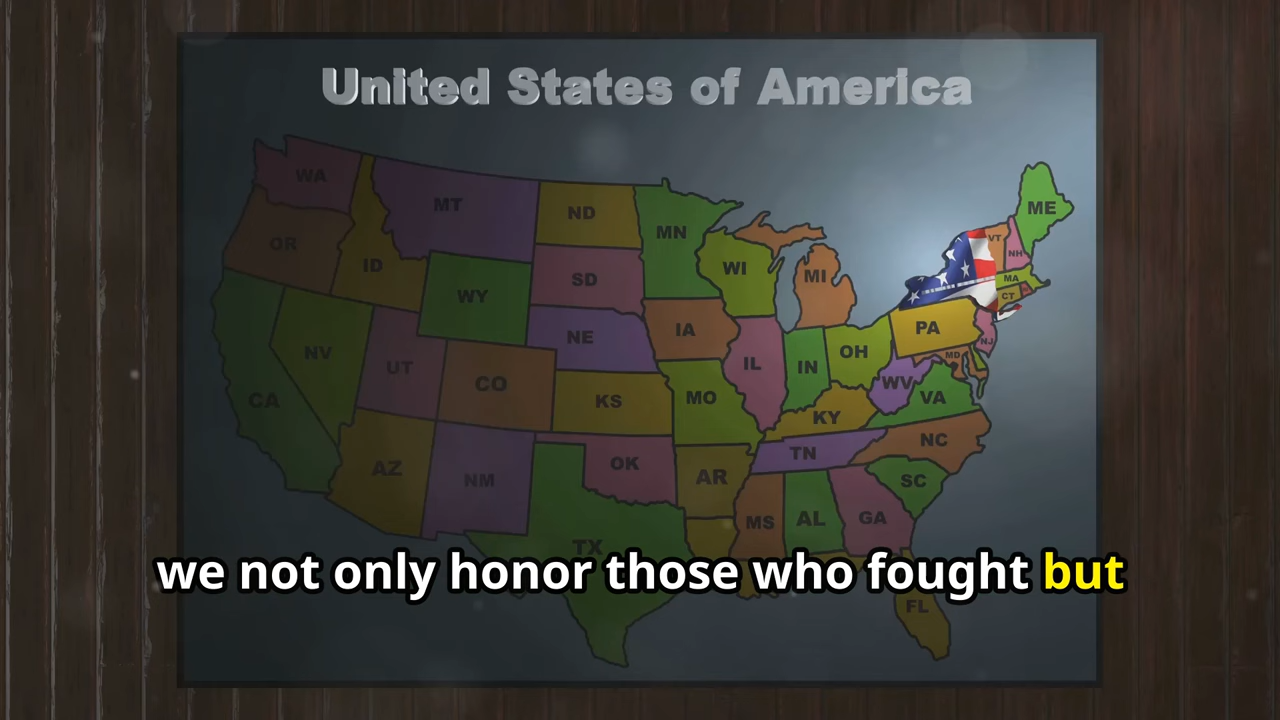 United States of America
WA
MT
ND
MN
ME
OR
ID
WY
SD
WI
MI
VT
NH
MA
CT
NV
UT
CO
NE
IA
IL
IN
OH
PA
NJ
MD
CA
KS
MO
WV
VA
KY
AZ
NM
OK
AR
TN
NC
SC
TX
MS
AL
GA
we not only honor those who fought but
FL